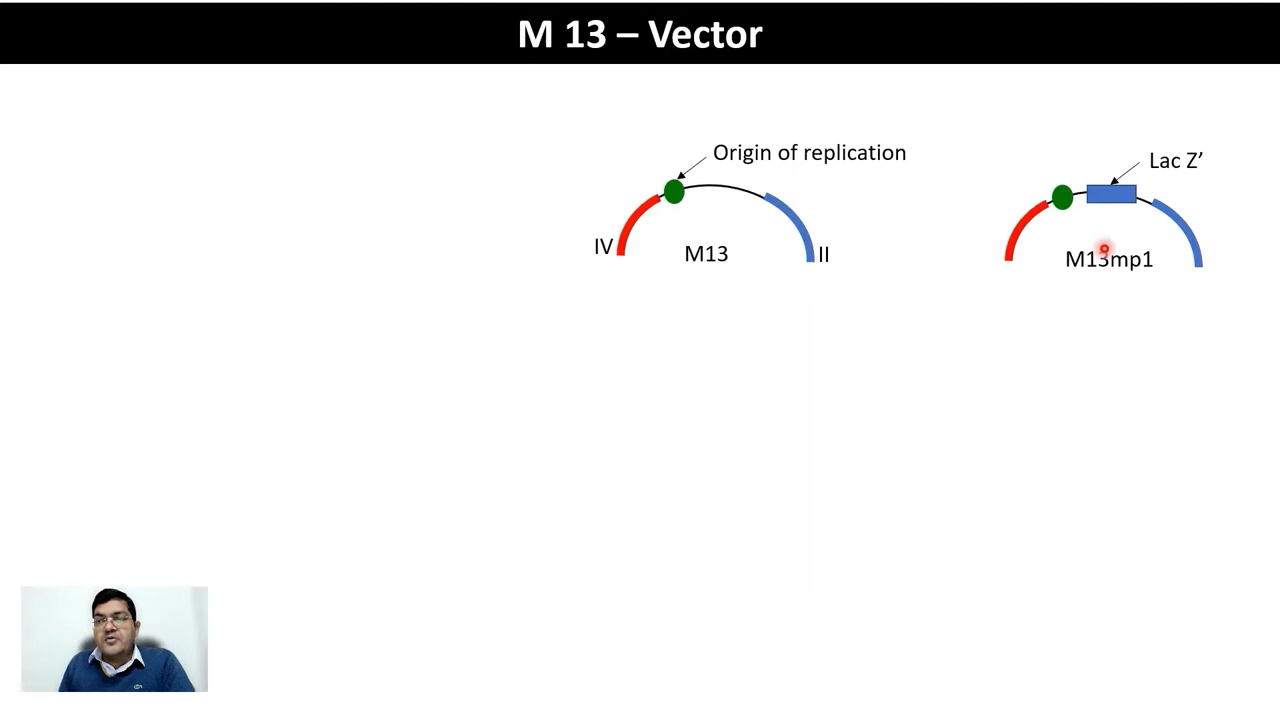 M 13 – Vector
Origin of replication
Lac Z’
IV
M13
II
M13mp1